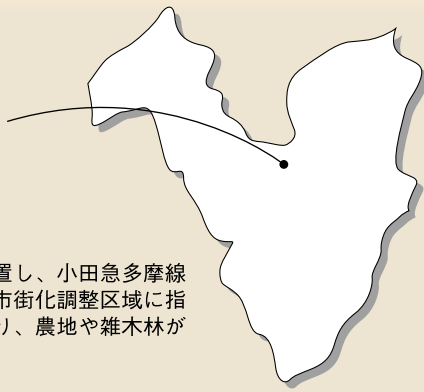 置し、小田急多摩線
市街化調整区域に指
り、農地や雑木林が